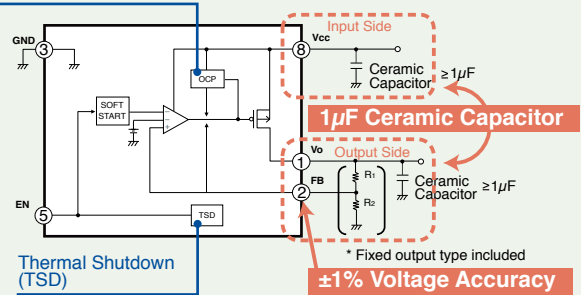 Input Side
GND
3
8
Vcc
OCP
Ceramic
Capacitor
≥1µF
SOFT
START
1µF Ceramic Capacitor
Vo
1
Output Side
FB
2
R1
R2
Ceramic
Capacitor
≥1µF
EN
5
TSD
* Fixed output type included
Thermal Shutdown
(TSD)
±1% Voltage Accuracy